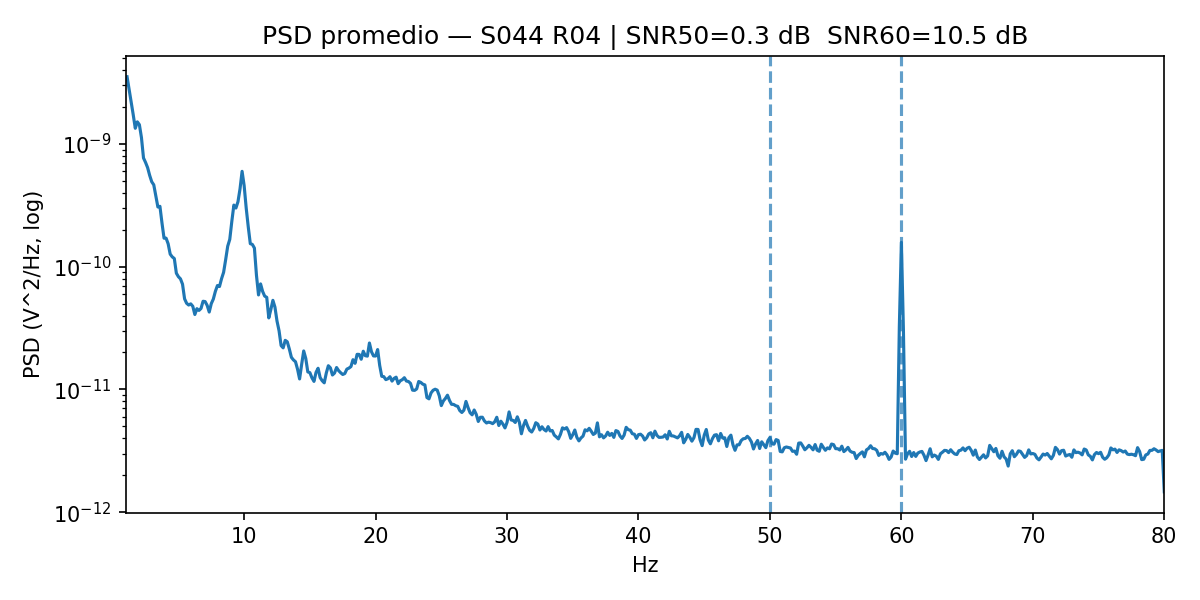 PSD promedio — S044 R04 | SNR50=0.3 dB  SNR60=10.5 dB
PSD (V^2/Hz, log)
10⁻⁹
10⁻¹⁰
10⁻¹¹
10⁻¹²
10 20 30 40 50 60 70 80
Hz